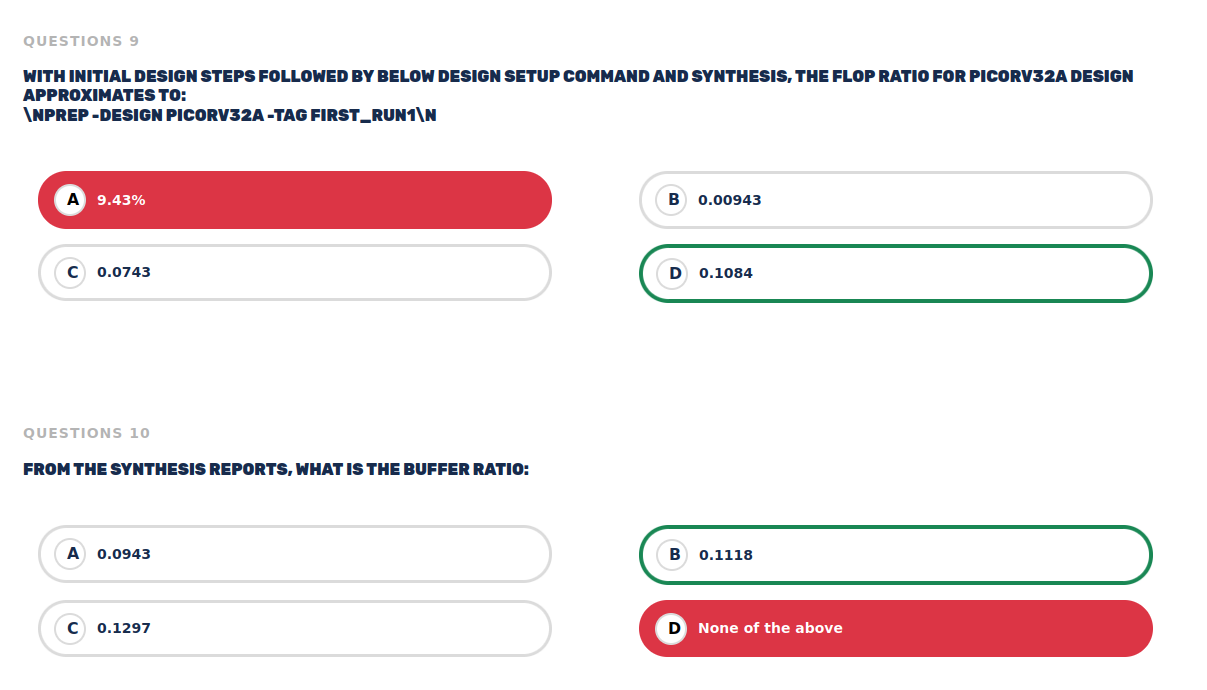 QUESTIONS 9
WITH INITIAL DESIGN STEPS FOLLOWED BY BELOW DESIGN SETUP COMMAND AND SYNTHESIS, THE FLOP RATIO FOR PICORV32A DESIGN
APPROXIMATES TO:
\NPREP -DESIGN PICORV32A -TAG FIRST_RUN1\N
A 9.43%
B 0.00943
C 0.0743
D 0.1084
QUESTIONS 10
FROM THE SYNTHESIS REPORTS, WHAT IS THE BUFFER RATIO:
A 0.0943
B 0.1118
C 0.1297
D None of the above